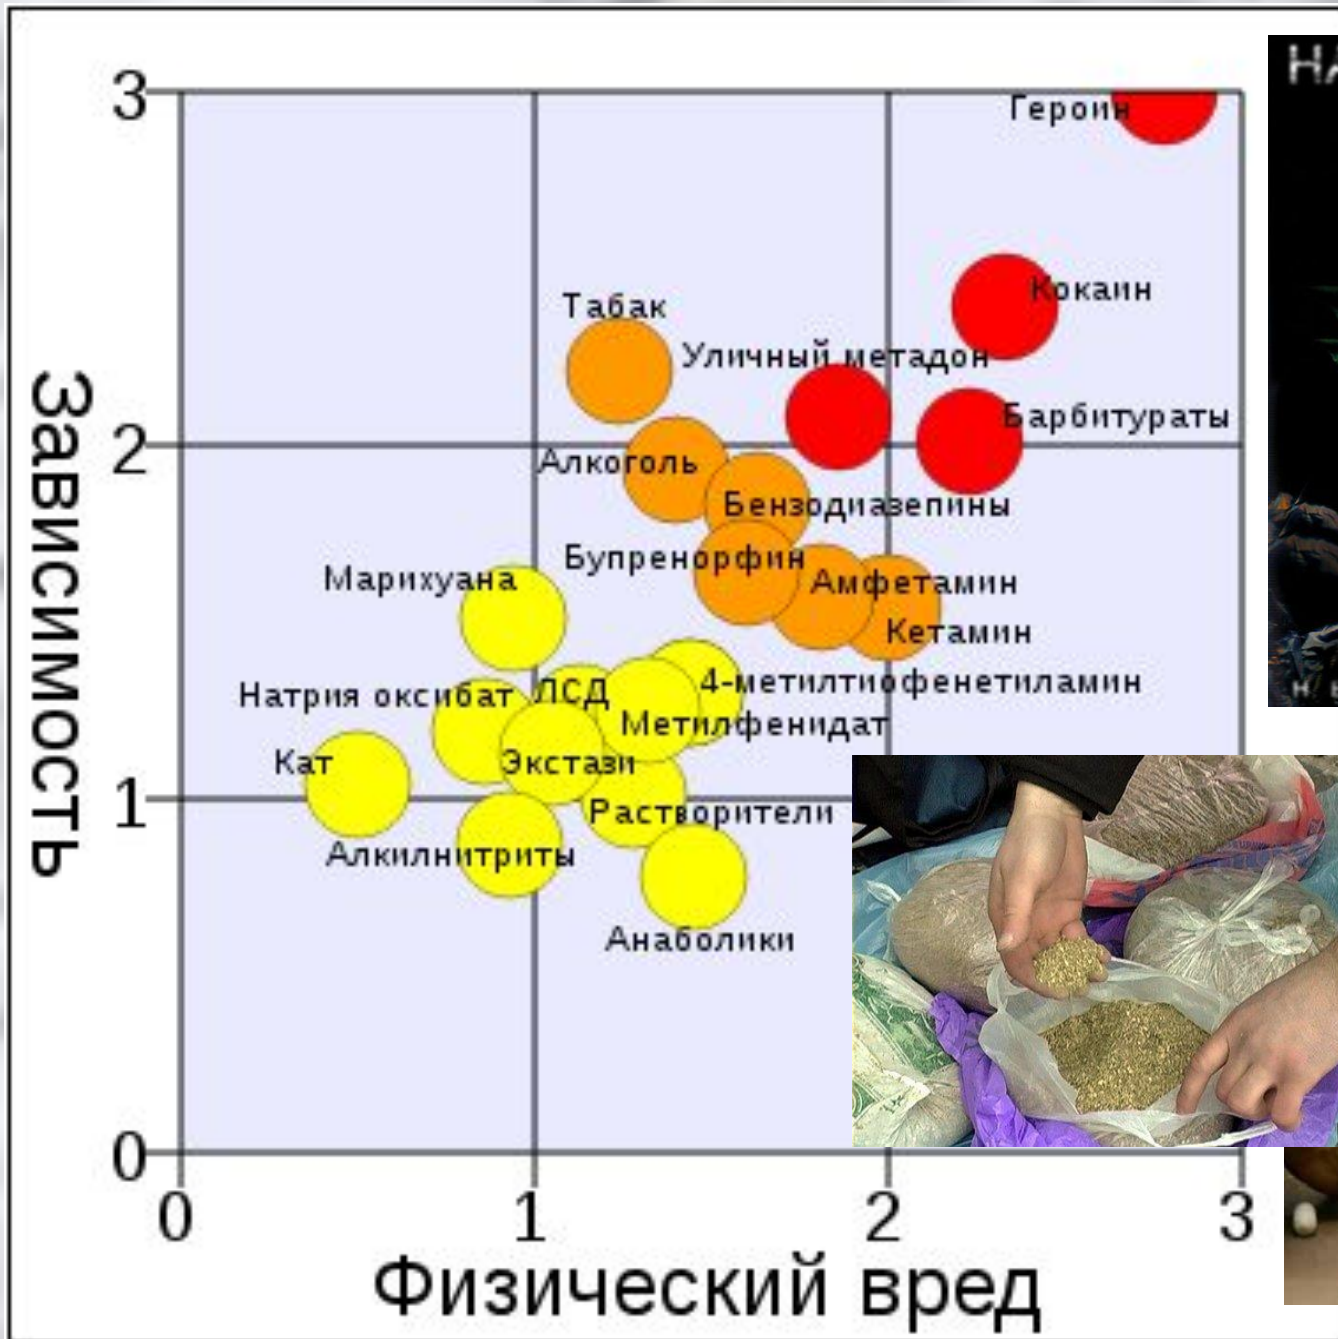 3
2
1
0
Зависимость
Героин
Кокаин
Табак
Уличный метадон
Барбитураты
Алкоголь
Бензодиазепины
Бупренорфин
Марихуана
Амфетамин
Кетамин
Натрия оксибат
ЛСД
4-метилтиофенетиламин
Метилфенидат
Кат
Экстази
Растворители
Алкилнитриты
Анаболики
0 1 2 3
Физический вред